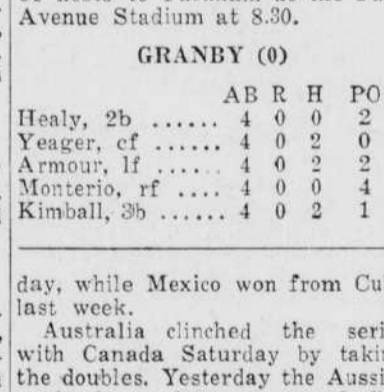 Avenue Stadium at 8.30.
GRANBY (0)
AB R H PO
Healy, 2b ...... 4 0 0 2
Yeager, cf ...... 4 0 2 0
Armour, lf ...... 4 0 2 2
Monterio, rf .... 4 0 0 4
Kimball, 3b ...... 4 0 2 1
day, while Mexico won from Cu
last week.
Australia clinched the seri
with Canada Saturday by takin
the doubles. Yesterday the Aussi